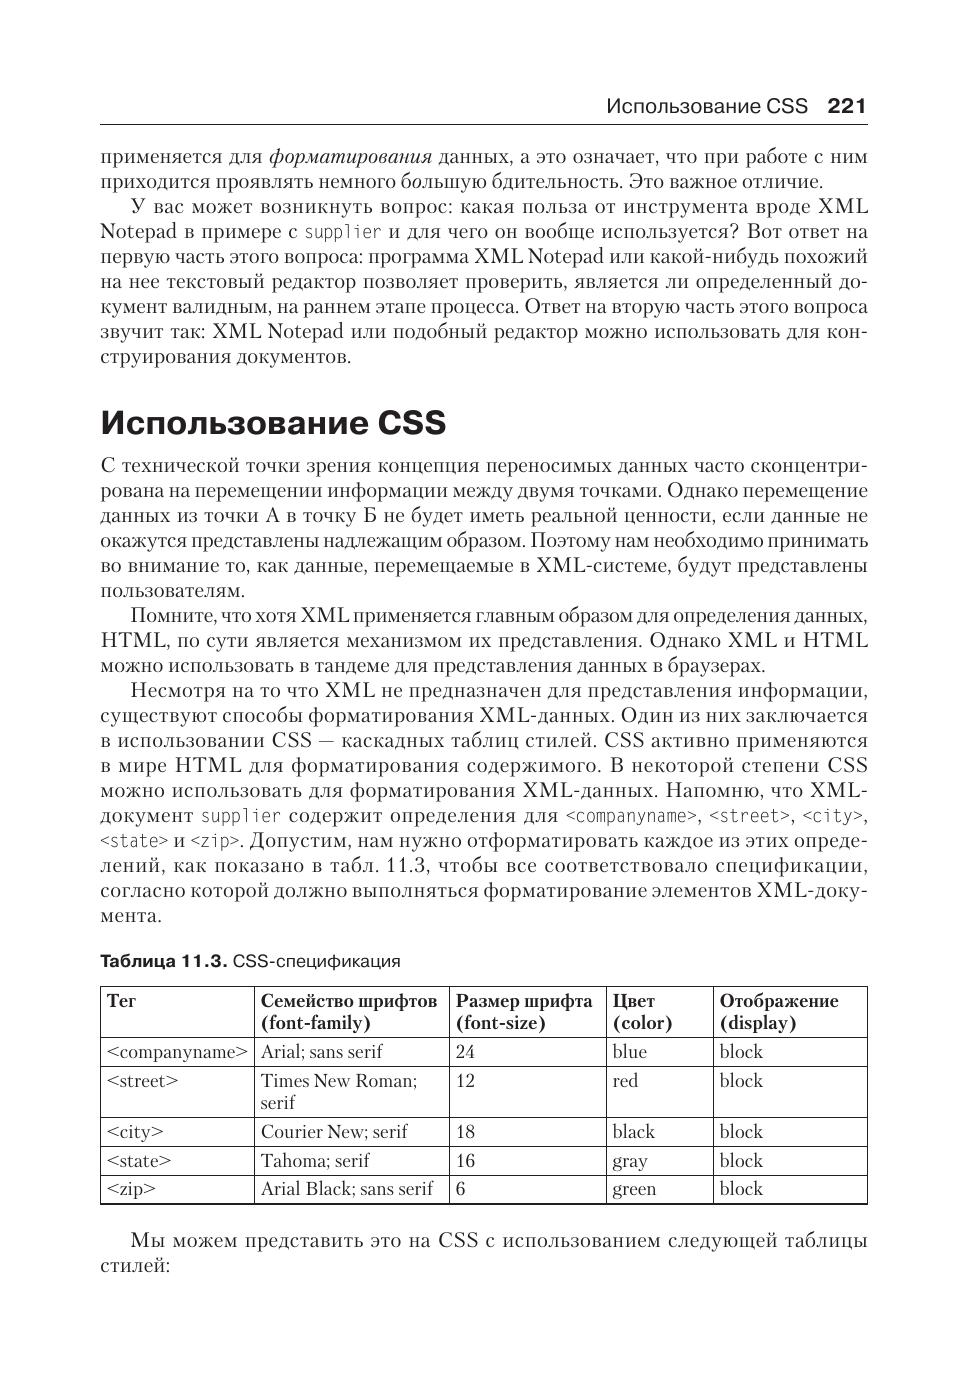 Использование CSS 221
применяется для форматирования данных, а это означает, что при работе с ним
приходится проявлять немного большую бдительность. Это важное отличие.
У вас может возникнуть вопрос: какая польза от инструмента вроде XML
Notepad в примере с supplier и для чего он вообще используется? Вот ответ на
первую часть этого вопроса: программа XML Notepad или какой-нибудь похожий
на нее текстовый редактор позволяет проверить, является ли определенный до-
кумент валидным, на раннем этапе процесса. Ответ на вторую часть этого вопроса
звучит так: XML Notepad или подобный редактор можно использовать для кон-
струирования документов.
Использование CSS
С технической точки зрения концепция переносимых данных часто сконцентри-
рована на перемещении информации между двумя точками. Однако перемещение
данных из точки А в точку Б не будет иметь реальной ценности, если данные не
окажутся представлены надлежащим образом. Поэтому нам необходимо принимать
во внимание то, как данные, перемещаемые в XML-системе, будут представлены
пользователям.
Помните, что хотя XML применяется главным образом для определения данных,
HTML, по сути является механизмом их представления. Однако XML и HTML
можно использовать в тандеме для представления данных в браузерах.
Несмотря на то что XML не предназначен для представления информации,
существуют способы форматирования XML-данных. Один из них заключается
в использовании CSS — каскадных таблиц стилей. CSS активно применяются
в мире HTML для форматирования содержимого. В некоторой степени CSS
можно использовать для форматирования XML-данных. Напомню, что XML-
документ supplier содержит определения для <companyname>, <street>, <city>,
<state> и <zip>. Допустим, нам нужно отформатировать каждое из этих опреде-
лений, как показано в табл. 11.3, чтобы все соответствовало спецификации,
согласно которой должно выполняться форматирование элементов XML-доку-
мента.
Таблица 11.3. CSS-спецификация
Тег Семейство шрифтов Размер шрифта Цвет Отображение
(font-family) (font-size) (color) (display)
<companyname> Arial; sans serif 24 blue block
<street> Times New Roman; 12 red block
serif
<city> Courier New; serif 18 black block
<state> Tahoma; serif 16 gray block
<zip> Arial Black; sans serif 6 green block
Мы можем представить это на CSS с использованием следующей таблицы
стилей: